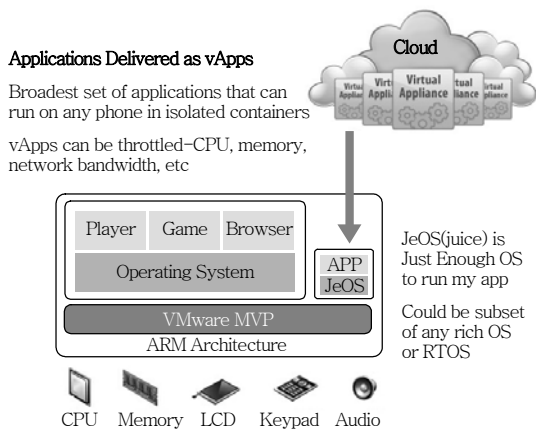 Applications Delivered as vApps
Broadest set of applications that can
run on any phone in isolated containers
vApps can be throttled-CPU, memory,
network bandwidth, etc
Cloud
Virtual
Appliance
Player
Game
Browser
Operating System
APP
JeOS
VMware MVP
ARM Architecture
JeOS(juice) is
Just Enough OS
to run my app
Could be subset
of any rich OS
or RTOS
CPU
Memory
LCD
Keypad
Audio